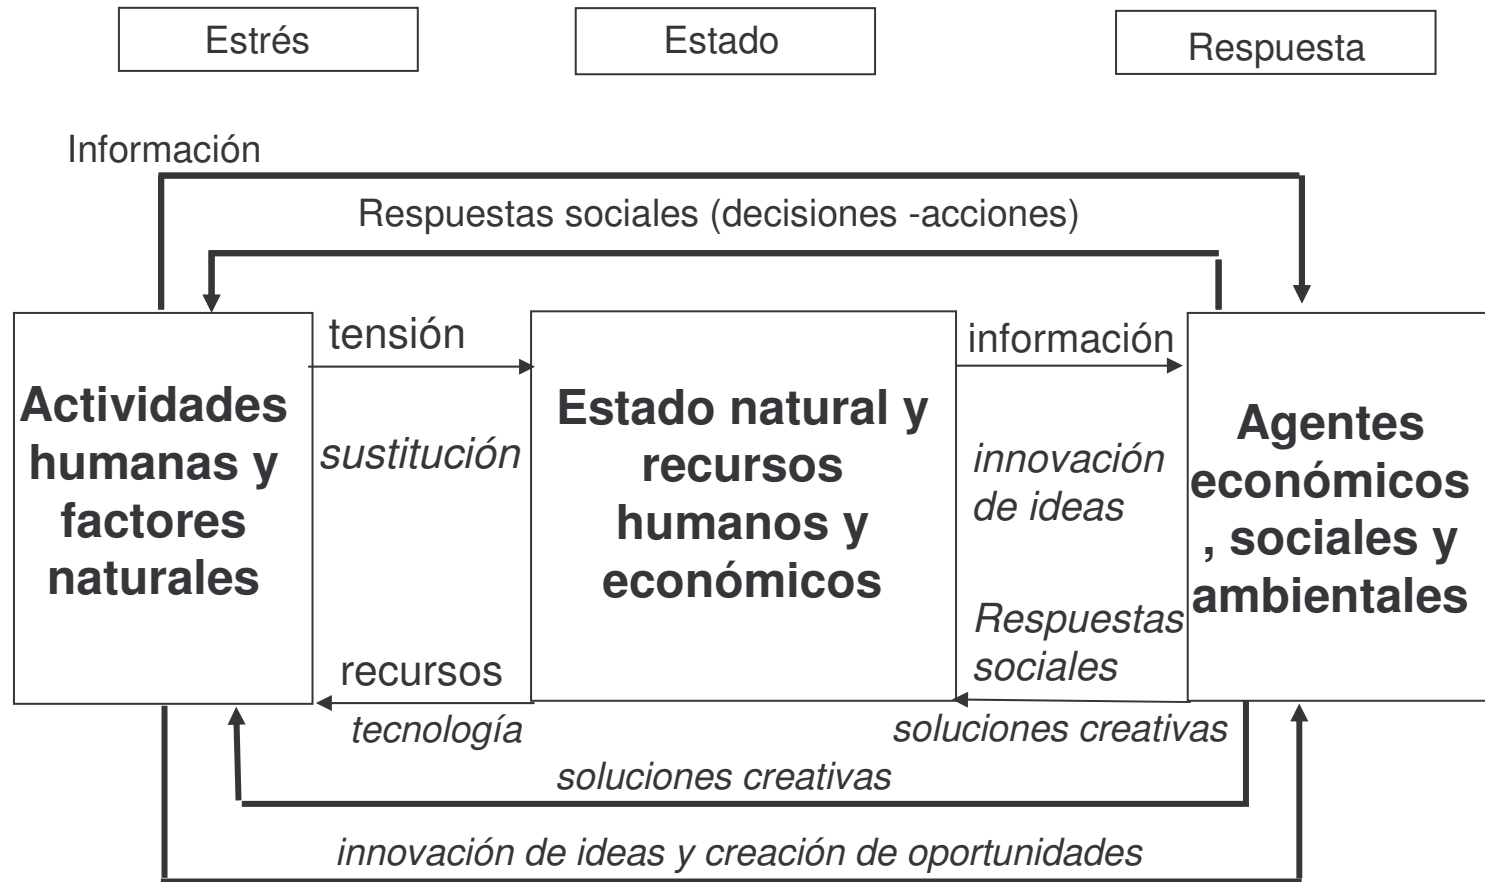 Estrés
Estado
Respuesta
Información
Respuestas sociales (decisiones -acciones)
tensión
información
Actividades
humanas y
factores
naturales
sustitución
Estado natural y
recursos
humanos y
económicos
innovación
de ideas
Agentes
económicos
, sociales y
ambientales
Respuestas
sociales
recursos
tecnología
soluciones creativas
soluciones creativas
innovación de ideas y creación de oportunidades